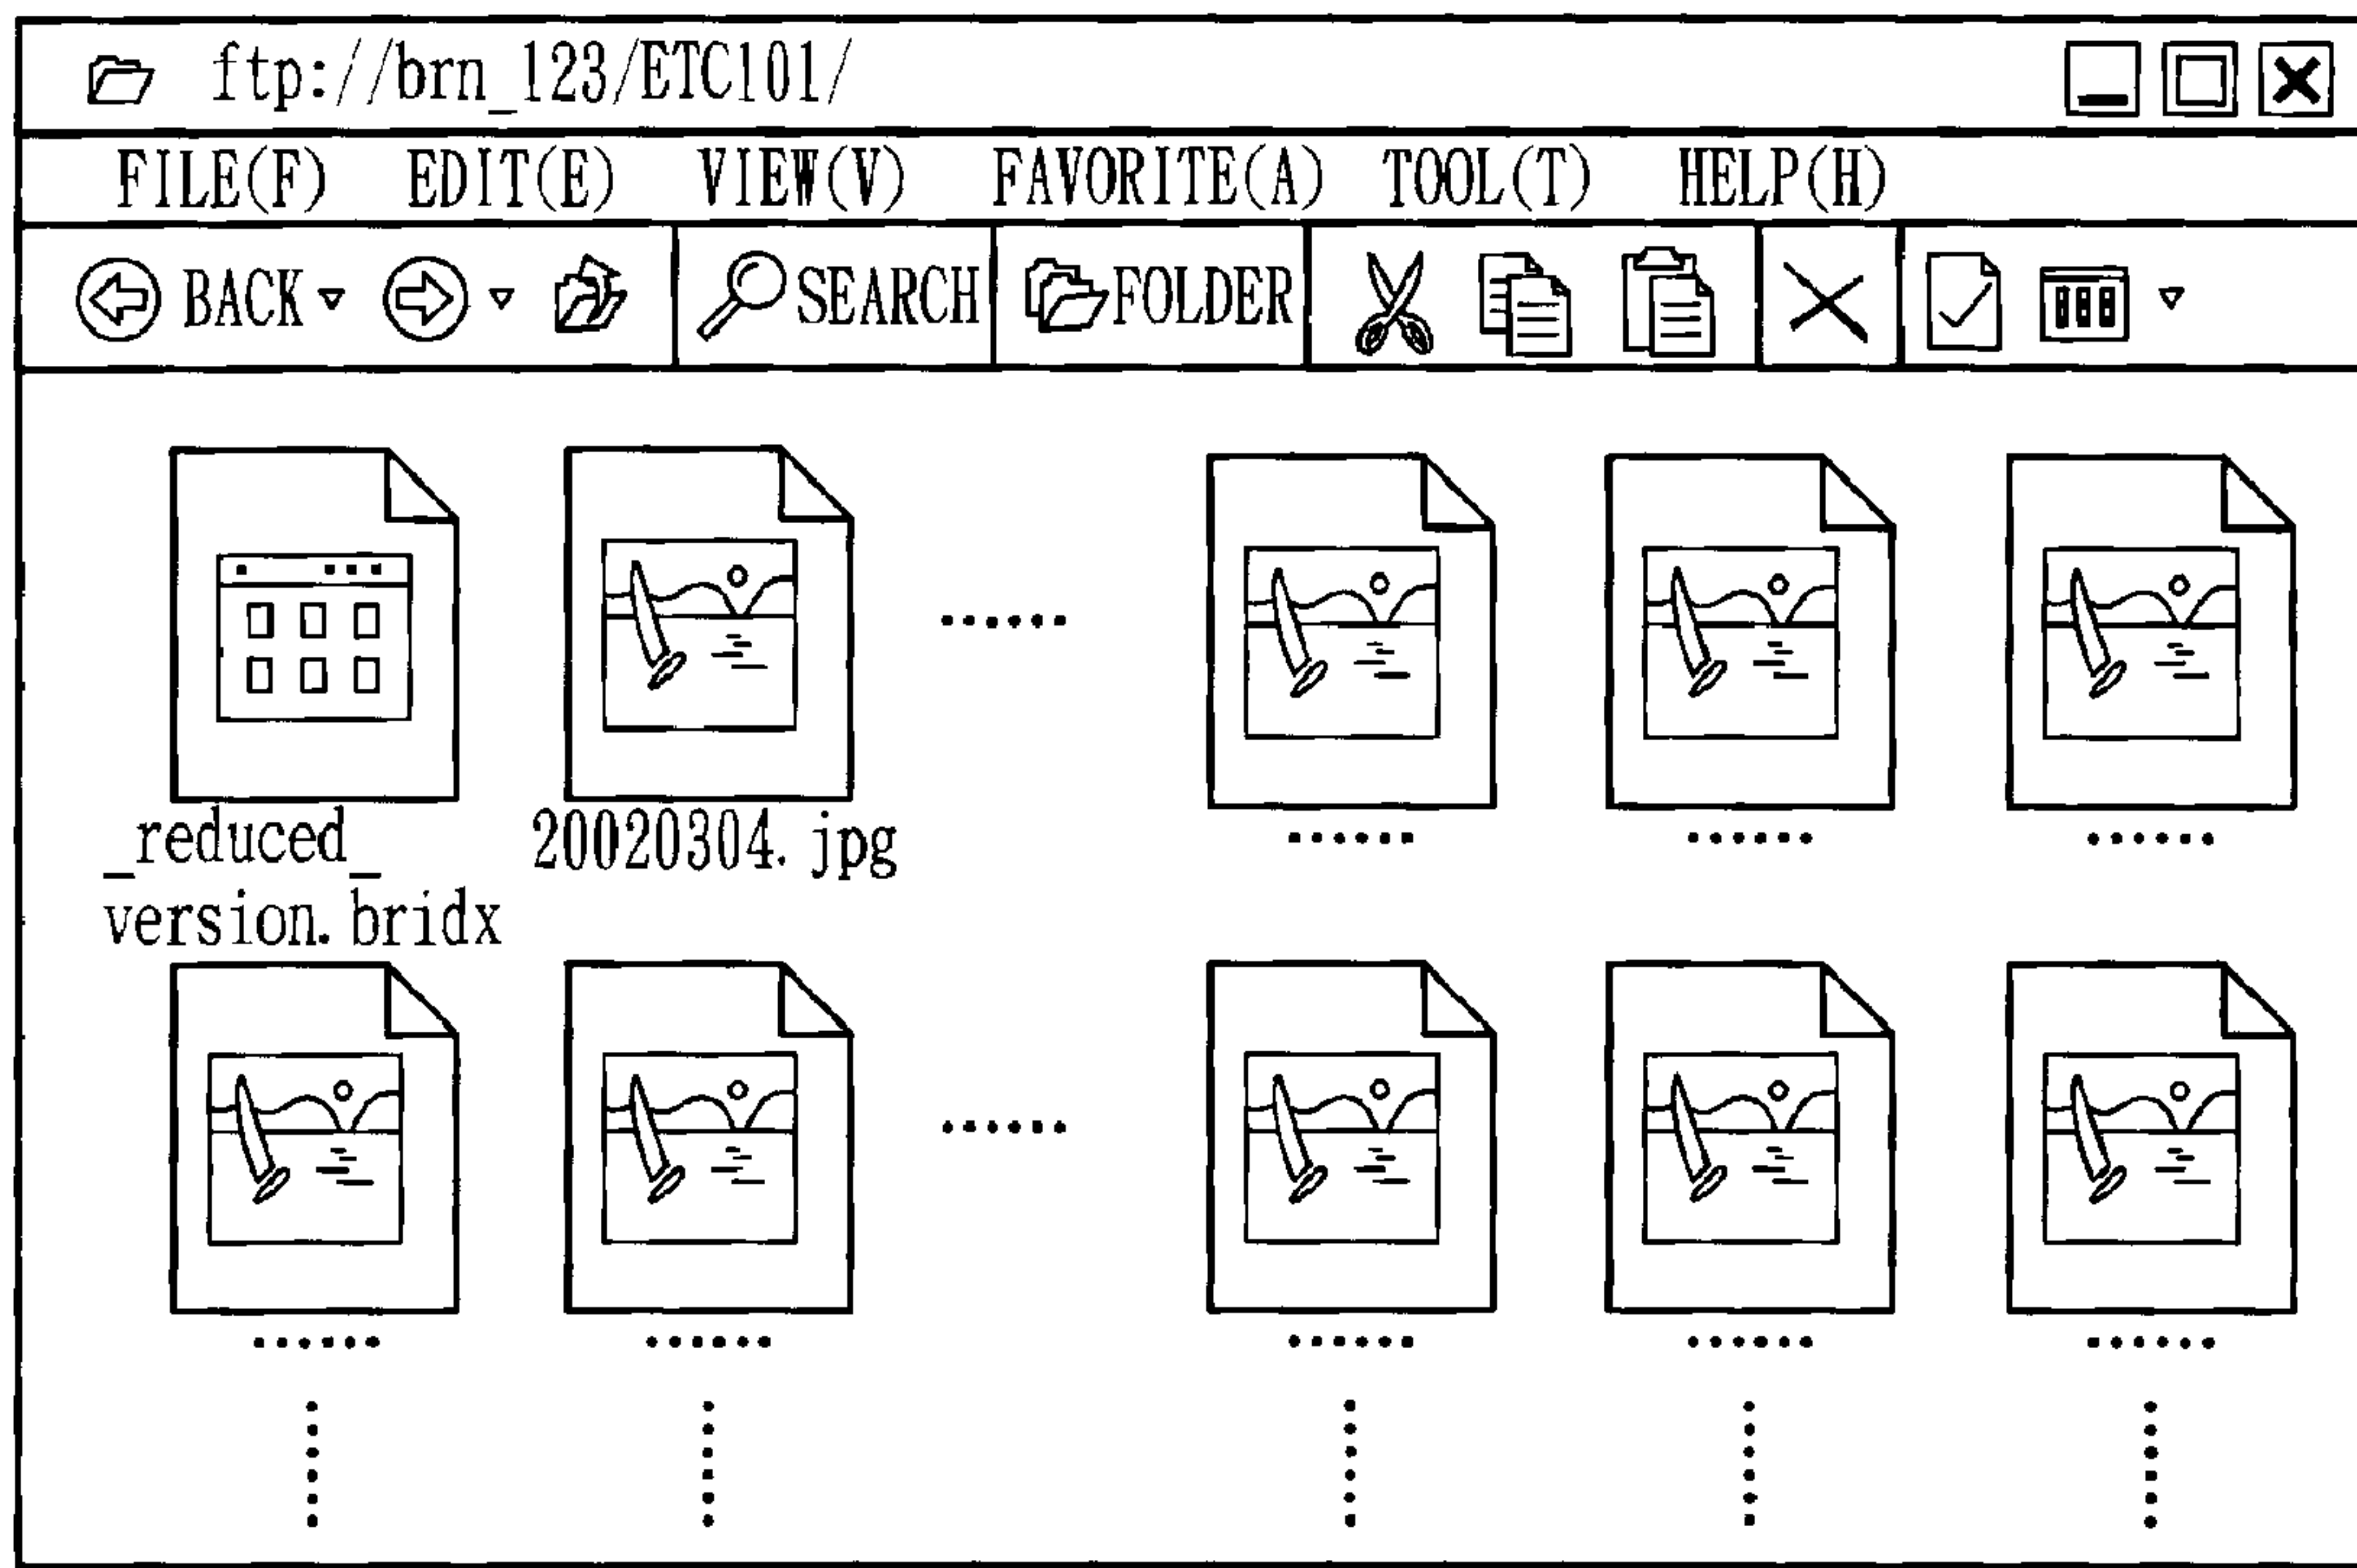 ftp://brn_123/ETC101/
FILE(F) EDIT(E) VIEW(V) FAVORITE(A) TOOL(T) HELP(H)
BACK SEARCH FOLDER
_reduced_
version.bridx
20020304.jpg